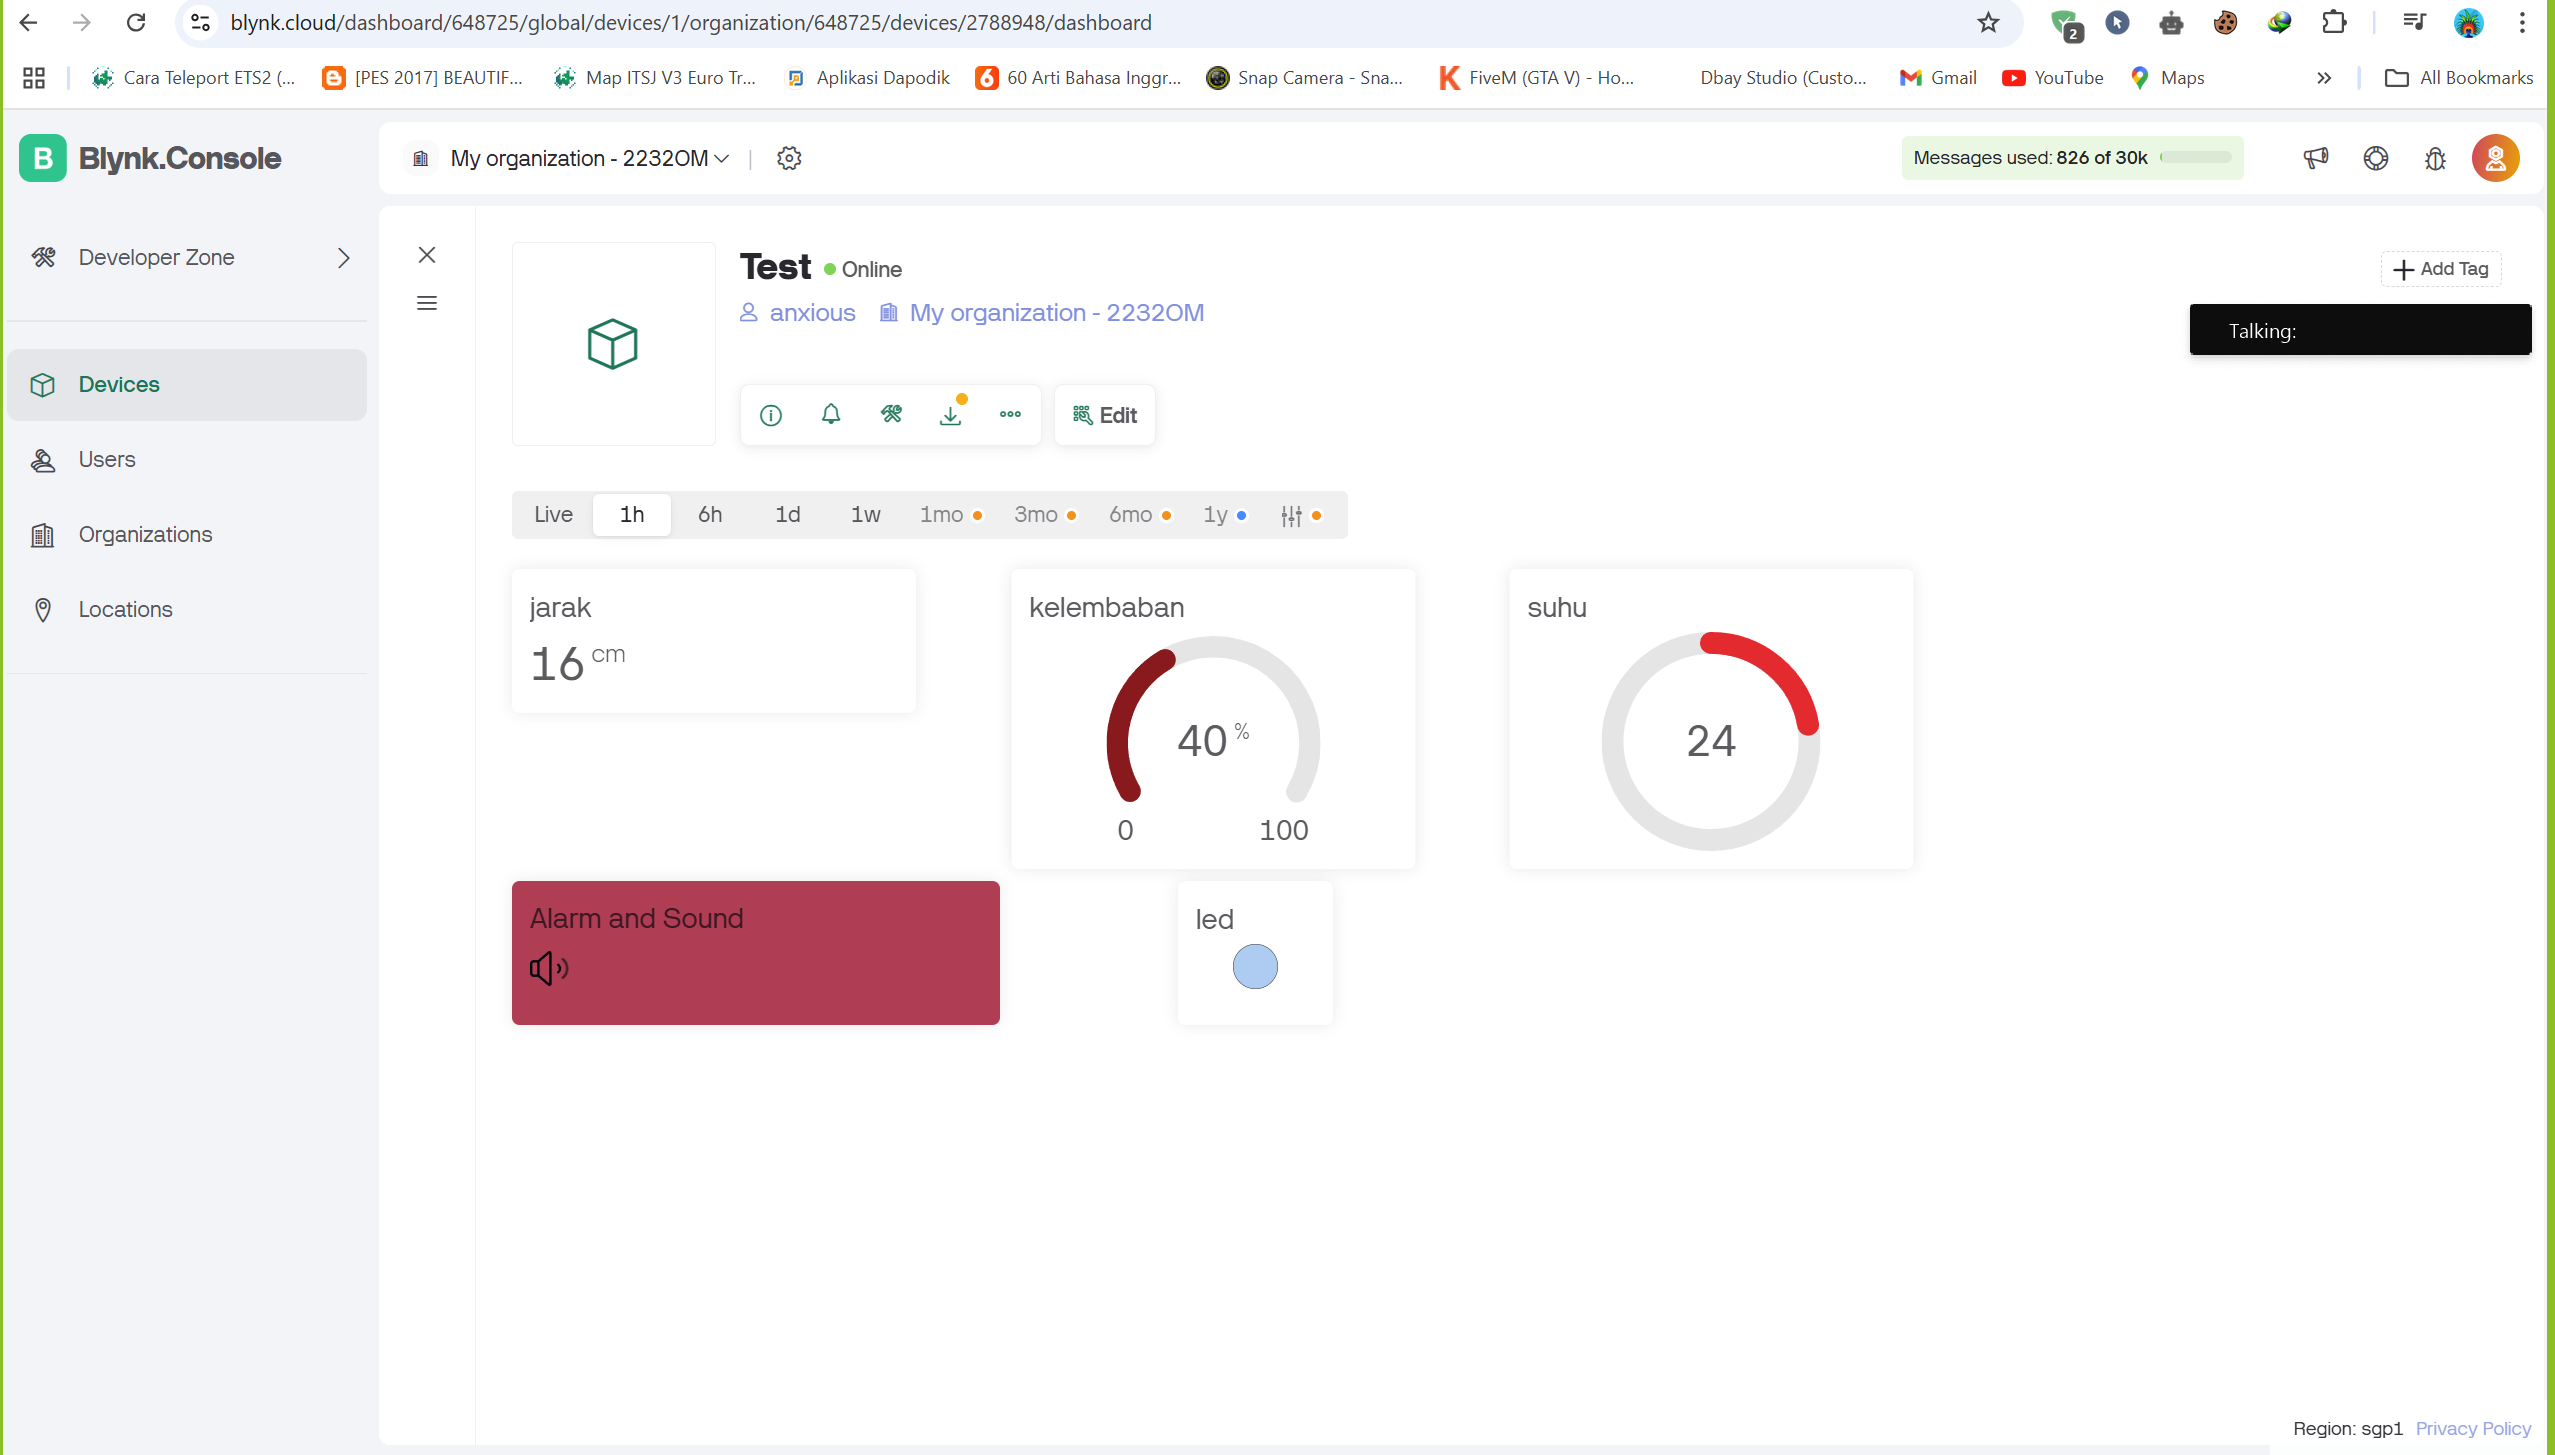 blynk.cloud/dashboard/648725/global/devices/1/organization/648725/devices/2788948/dashboard
2
Cara Teleport ETS2 (... [PES 2017] BEAUTIF... Map ITSJ V3 Euro Tr... Aplikasi Dapodik 60 Arti Bahasa Inggr... Snap Camera - Sna... FiveM (GTA V) - Ho... Dbay Studio (Custo... Gmail YouTube Maps » All Bookmarks
B Blynk.Console
My organization - 2232OM
Messages used: 826 of 30k
Developer Zone
Devices
Users
Organizations
Locations
Test Online
Add Tag
anxious My organization - 2232OM
Talking:
Edit
Live 1h 6h 1d 1w 1mo 3mo 6mo 1y
jarak
16 cm
kelembaban
40 %
0 100
suhu
24
Alarm and Sound
led
Region: sgp1 Privacy Policy